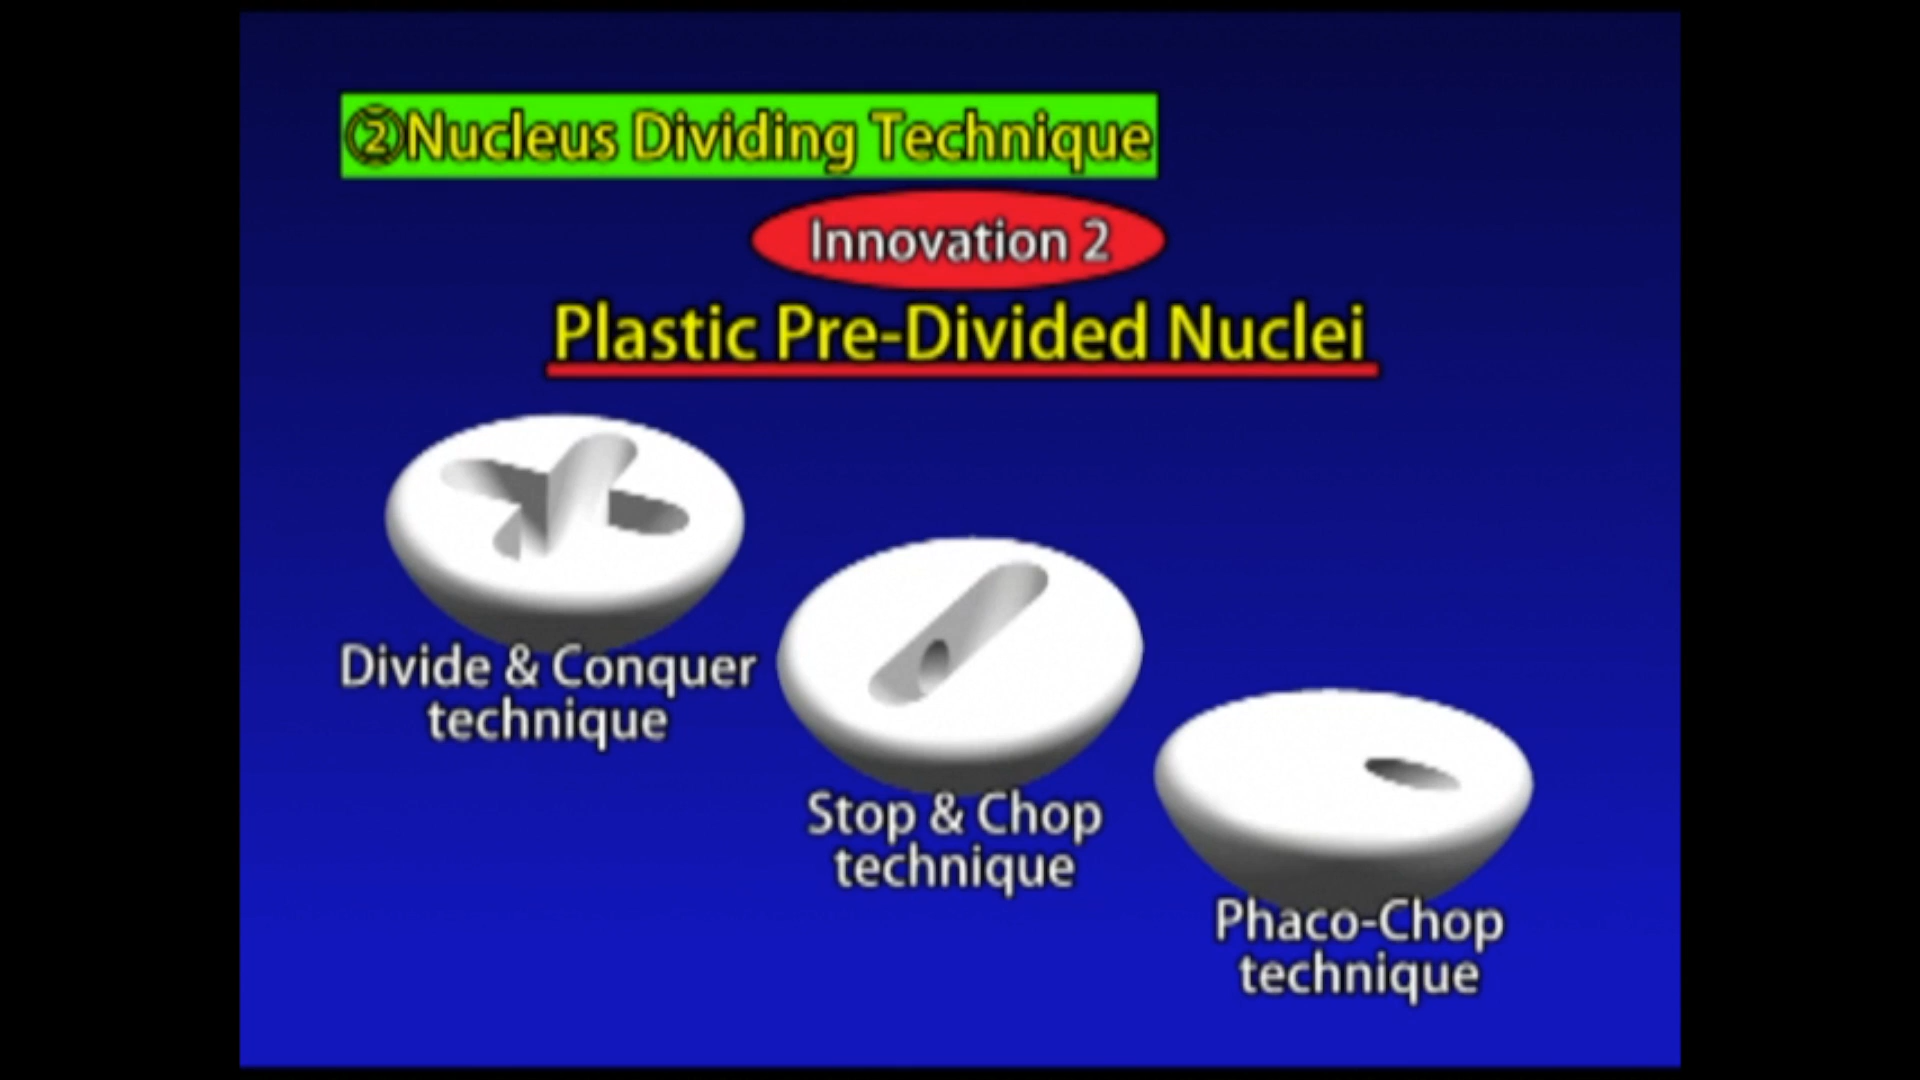 ②Nucleus Dividing Technique
Innovation 2
Plastic Pre-Divided Nuclei
Divide & Conquer
technique
Stop & Chop
technique
Phaco-Chop
technique